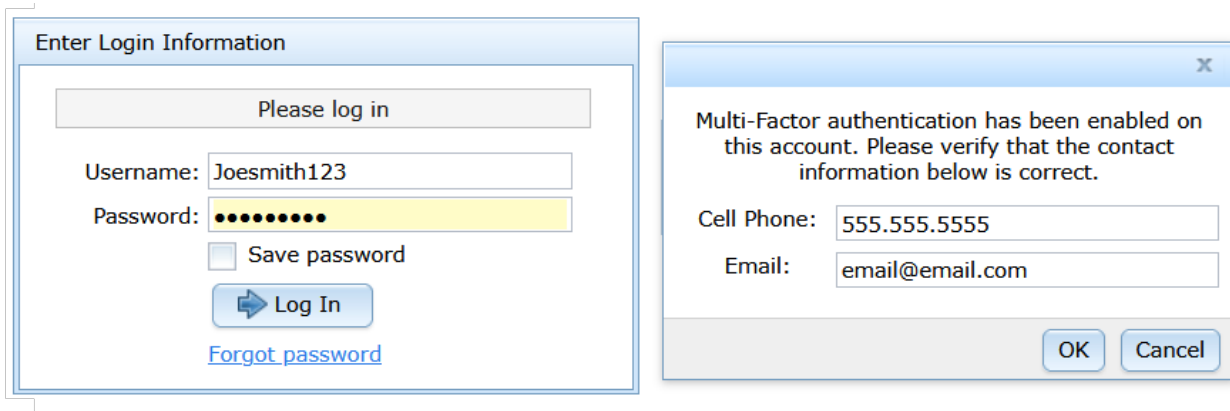 Enter Login Information
Please log in
Username: Joesmith123
Password: •••••••••
Save password
Log In
Forgot password
x
Multi-Factor authentication has been enabled on
this account. Please verify that the contact
information below is correct.
Cell Phone: 555.555.5555
Email: email@email.com
OK Cancel